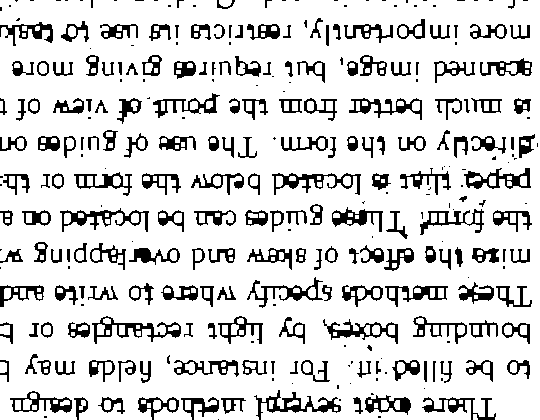 There exist several methods to design
to be filled in. For instance, fields may
bounding boxes, by light rectangles or
These methods specify where to write and
mize the effect of skew and overlapping
the form. These guides can be located on a
paper that is located below the form or
directly on the form. The use of guides on
is much better from the point of view of
scanned image, but requires giving more
more importantly, restricts its use to tasks